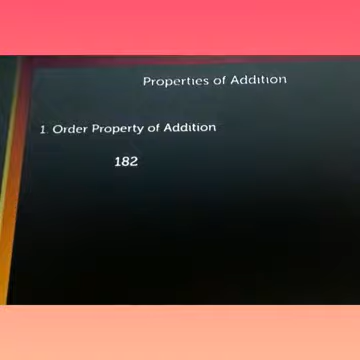 Properties of Addition
1. Order Property of Addition
182